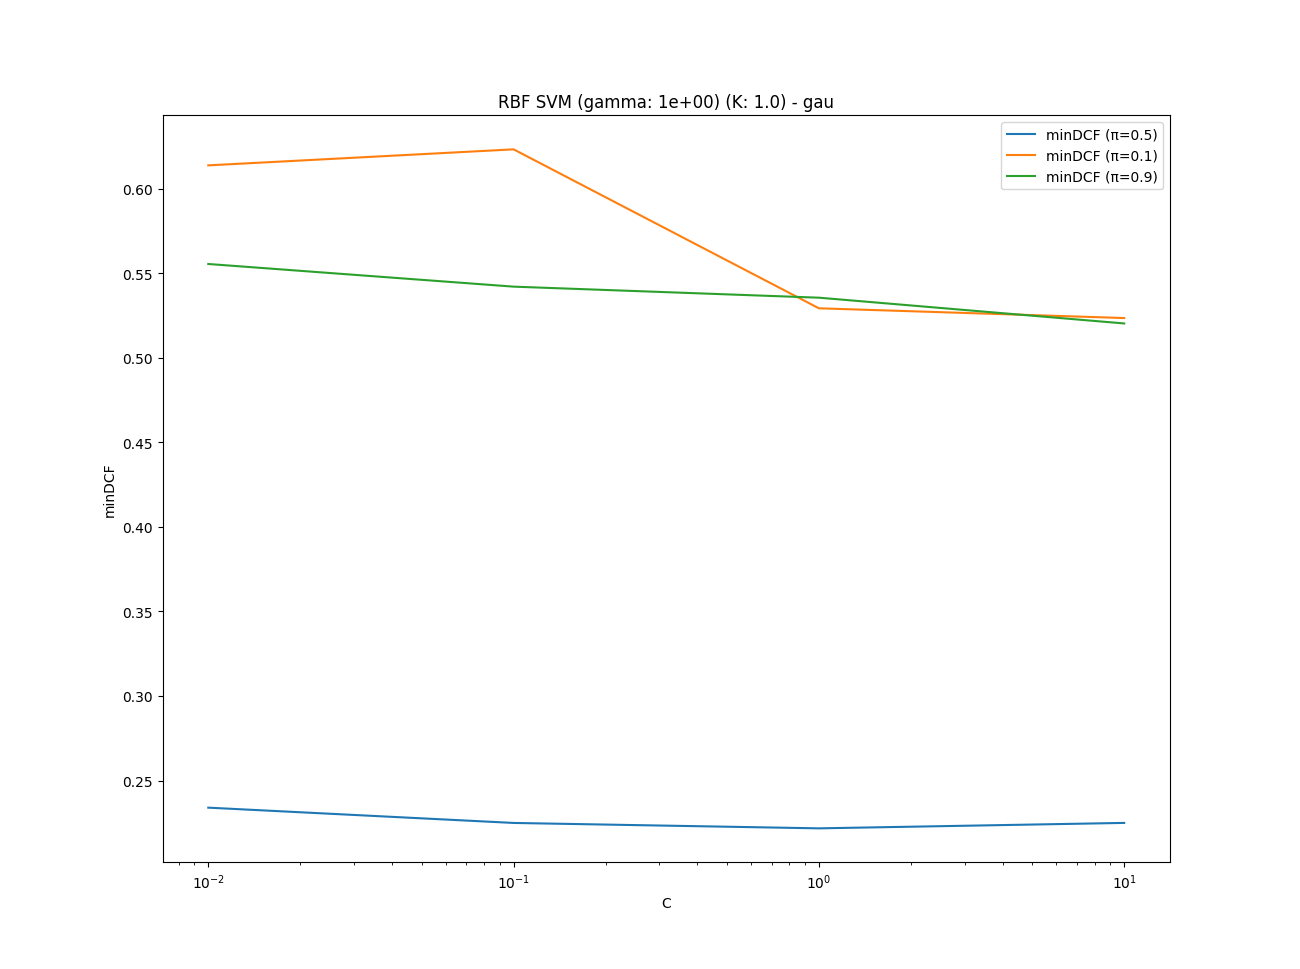 RBF SVM (gamma: 1e+00) (K: 1.0) - gau
minDCF (π=0.5)
minDCF (π=0.1)
minDCF (π=0.9)
0.60
0.55
0.50
0.45
0.40
0.35
0.30
0.25
minDCF
10⁻² 10⁻¹ 10⁰ 10¹
C